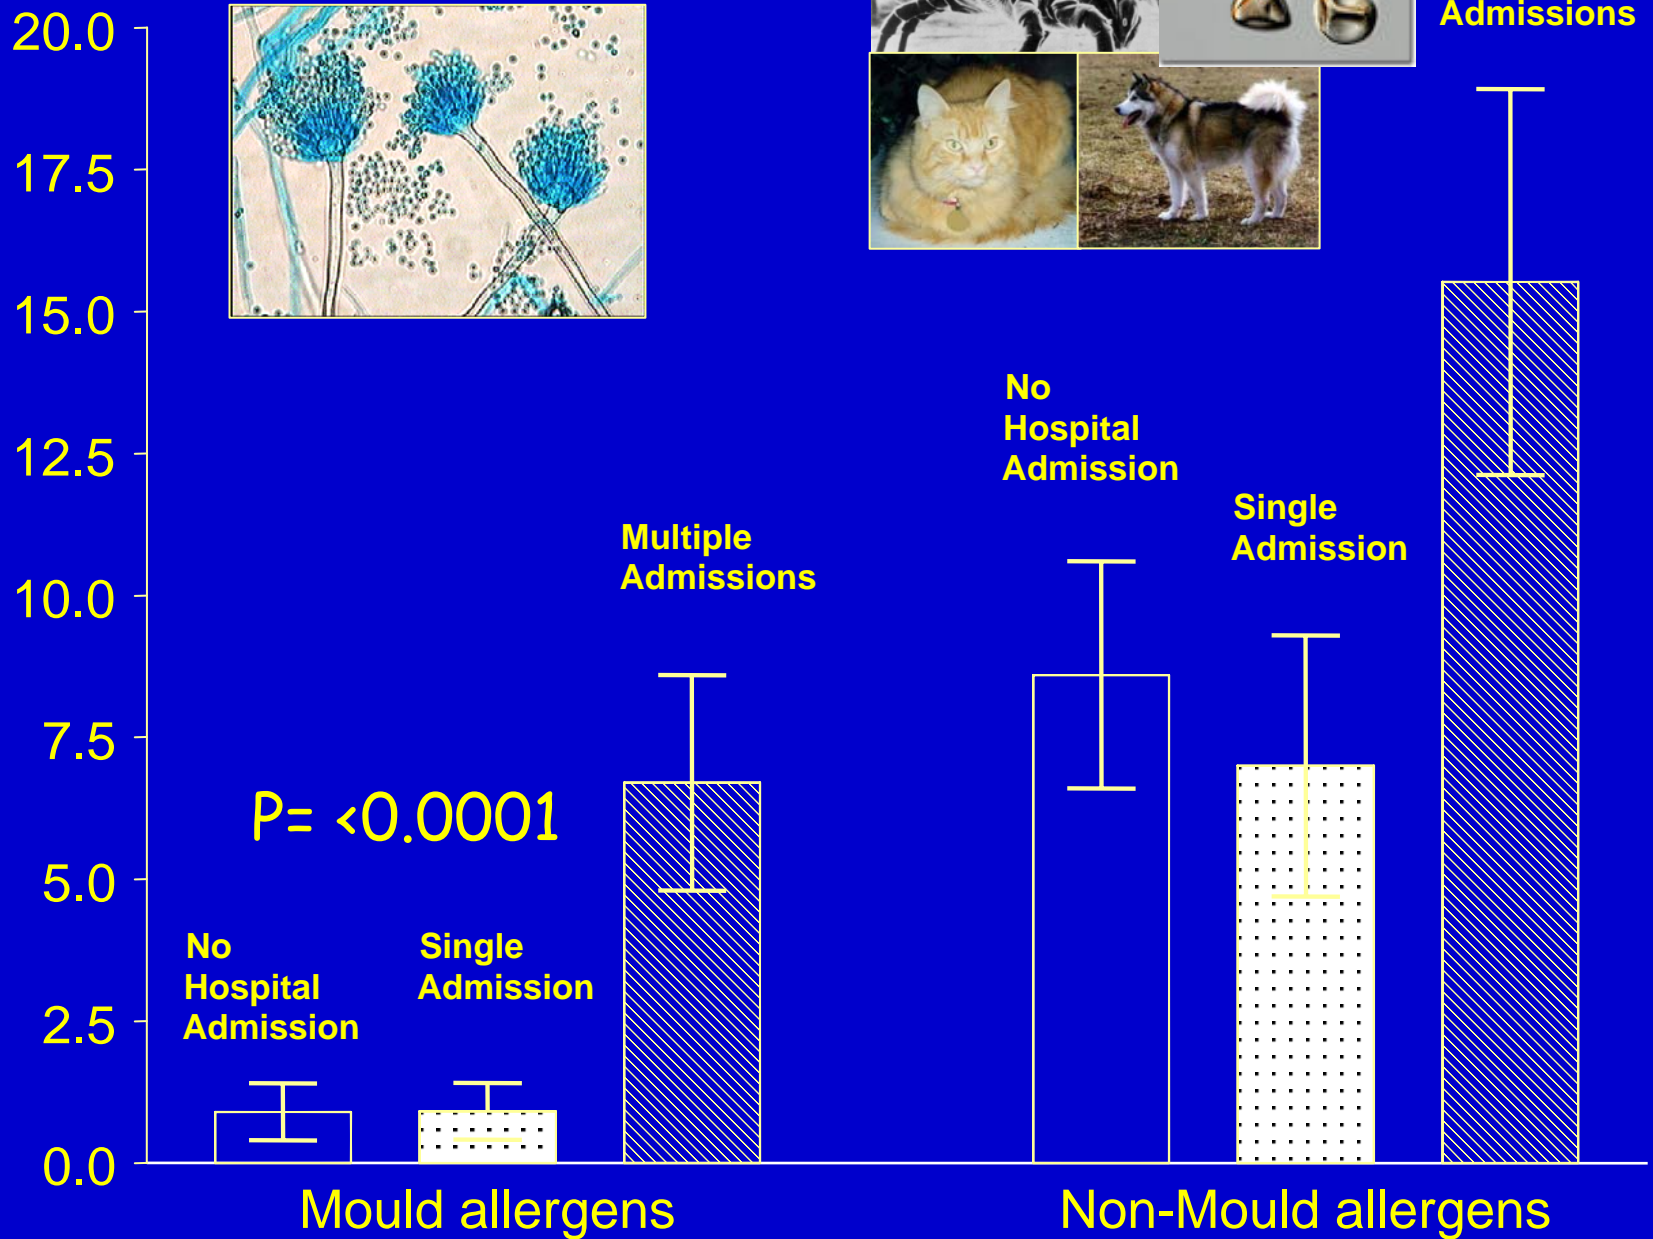 Admissions
20.0
17.5
15.0
12.5
10.0
7.5
5.0
2.5
0.0
No
Hospital
Admission
Single
Admission
Multiple
Admissions
P= <0.0001
No
Hospital
Admission
Single
Admission
Mould allergens
Non-Mould allergens